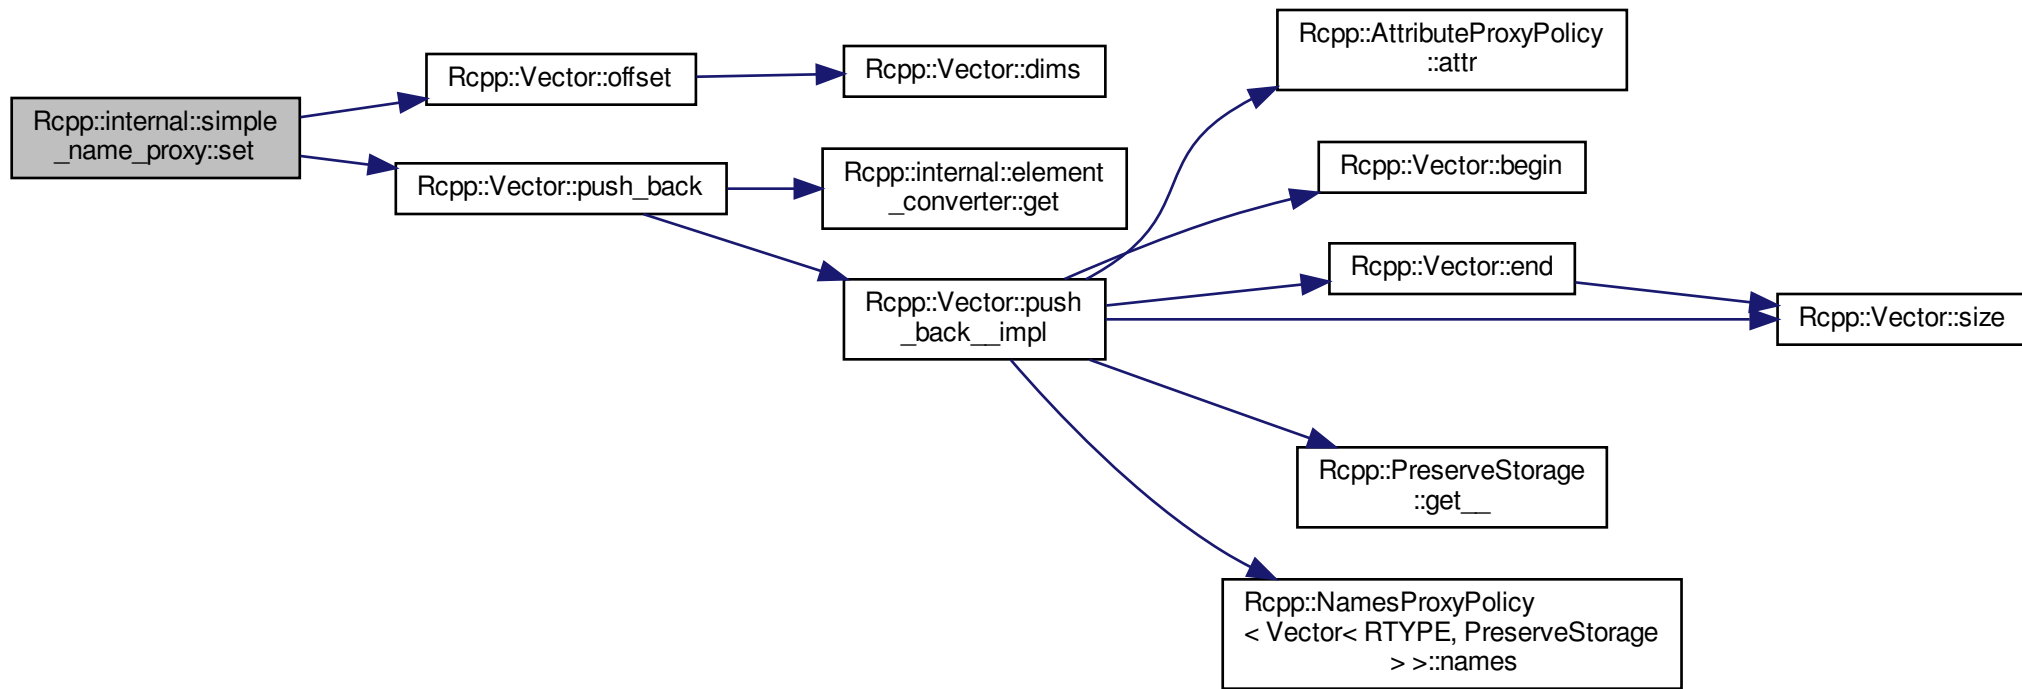 Rcpp::internal::simple
_name_proxy::set
Rcpp::Vector::offset
Rcpp::Vector::dims
Rcpp::Vector::push_back
Rcpp::internal::element
_converter::get
Rcpp::Vector::push
_back__impl
Rcpp::AttributeProxyPolicy
::attr
Rcpp::Vector::begin
Rcpp::Vector::end
Rcpp::Vector::size
Rcpp::PreserveStorage
::get__
Rcpp::NamesProxyPolicy
< Vector< RTYPE, PreserveStorage
> >::names